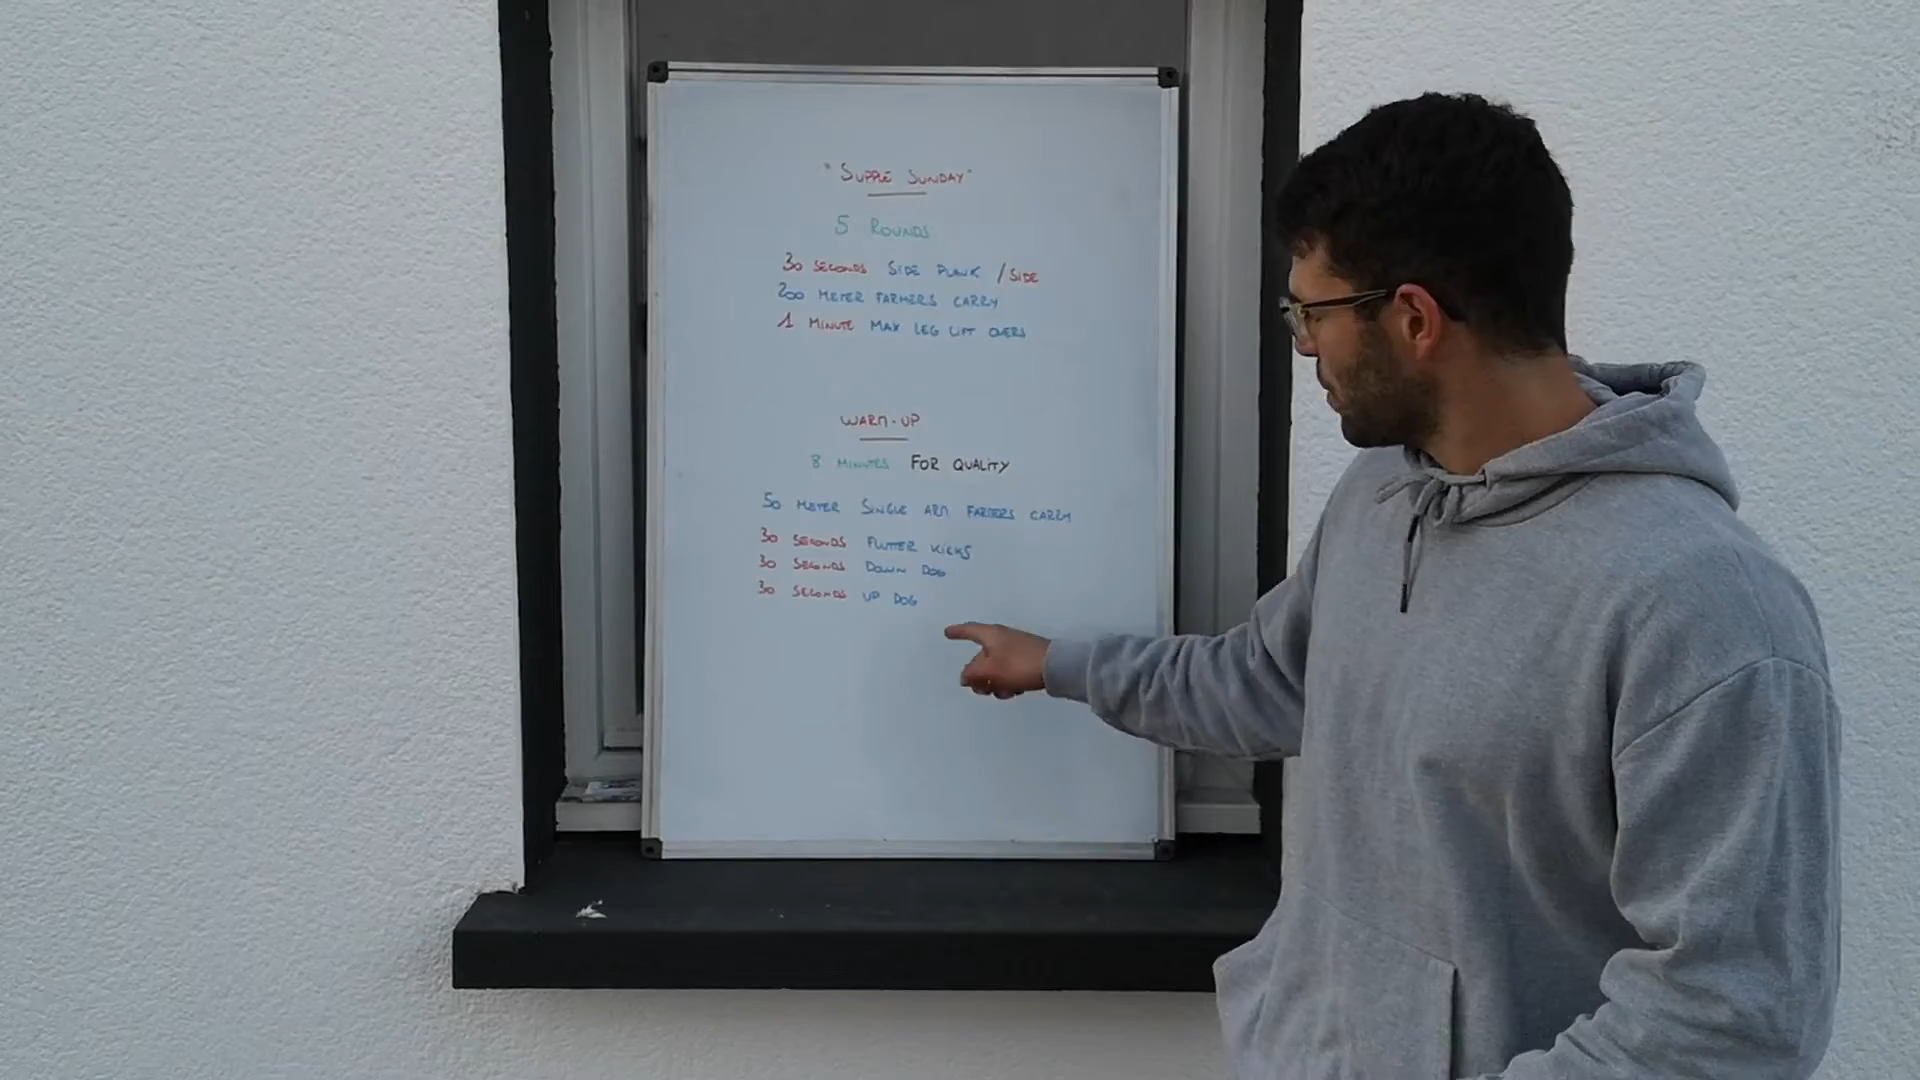 "SUPPLE SUNDAY"
5 ROUNDS
30 SECONDS SIDE PLANK /SIDE
200 METER FARMERS CARRY
1 MINUTE MAX LEG LIFT OVERS
WARM-UP
8 MINUTES FOR QUALITY
50 METER SINGLE ARM FARMERS CARRY
30 SECONDS FLUTTER KICKS
30 SECONDS DOWN DOG
30 SECONDS UP DOG